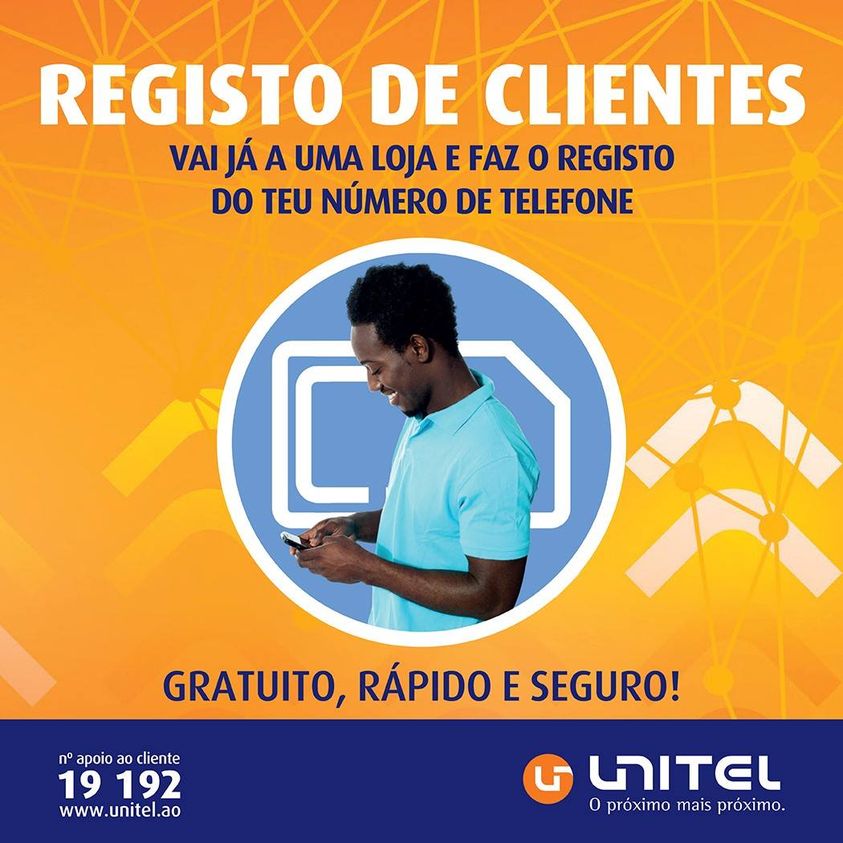 REGISTO DE CLIENTES
VAI JÁ A UMA LOJA E FAZ O REGISTO
DO TEU NÚMERO DE TELEFONE
GRATUITO, RÁPIDO E SEGURO!
nº apoio ao cliente
19 192
www.unitel.ao
UNITEL
O próximo mais próximo.